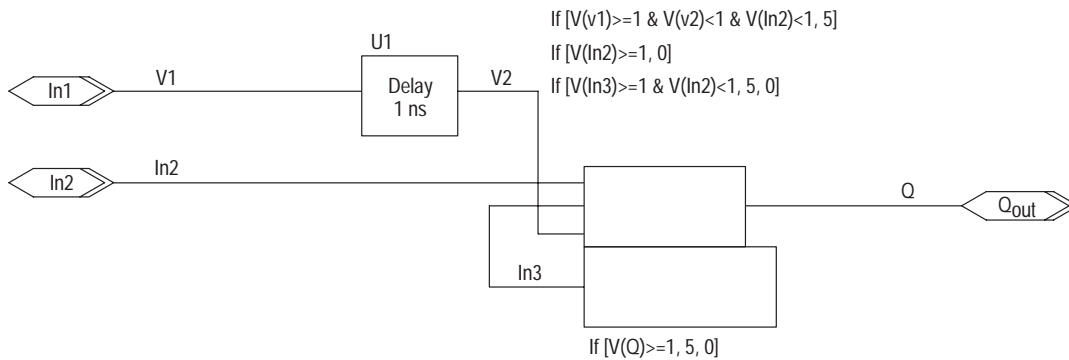 If [V(v1)>=1 & V(v2)<1 & V(In2)<1, 5]
If [V(In2)>=1, 0]
If [V(In3)>=1 & V(In2)<1, 5, 0]
U1
In1
V1
Delay
1 ns
V2
In2
In2
Q
Qout
In3
If [V(Q)>=1, 5, 0]